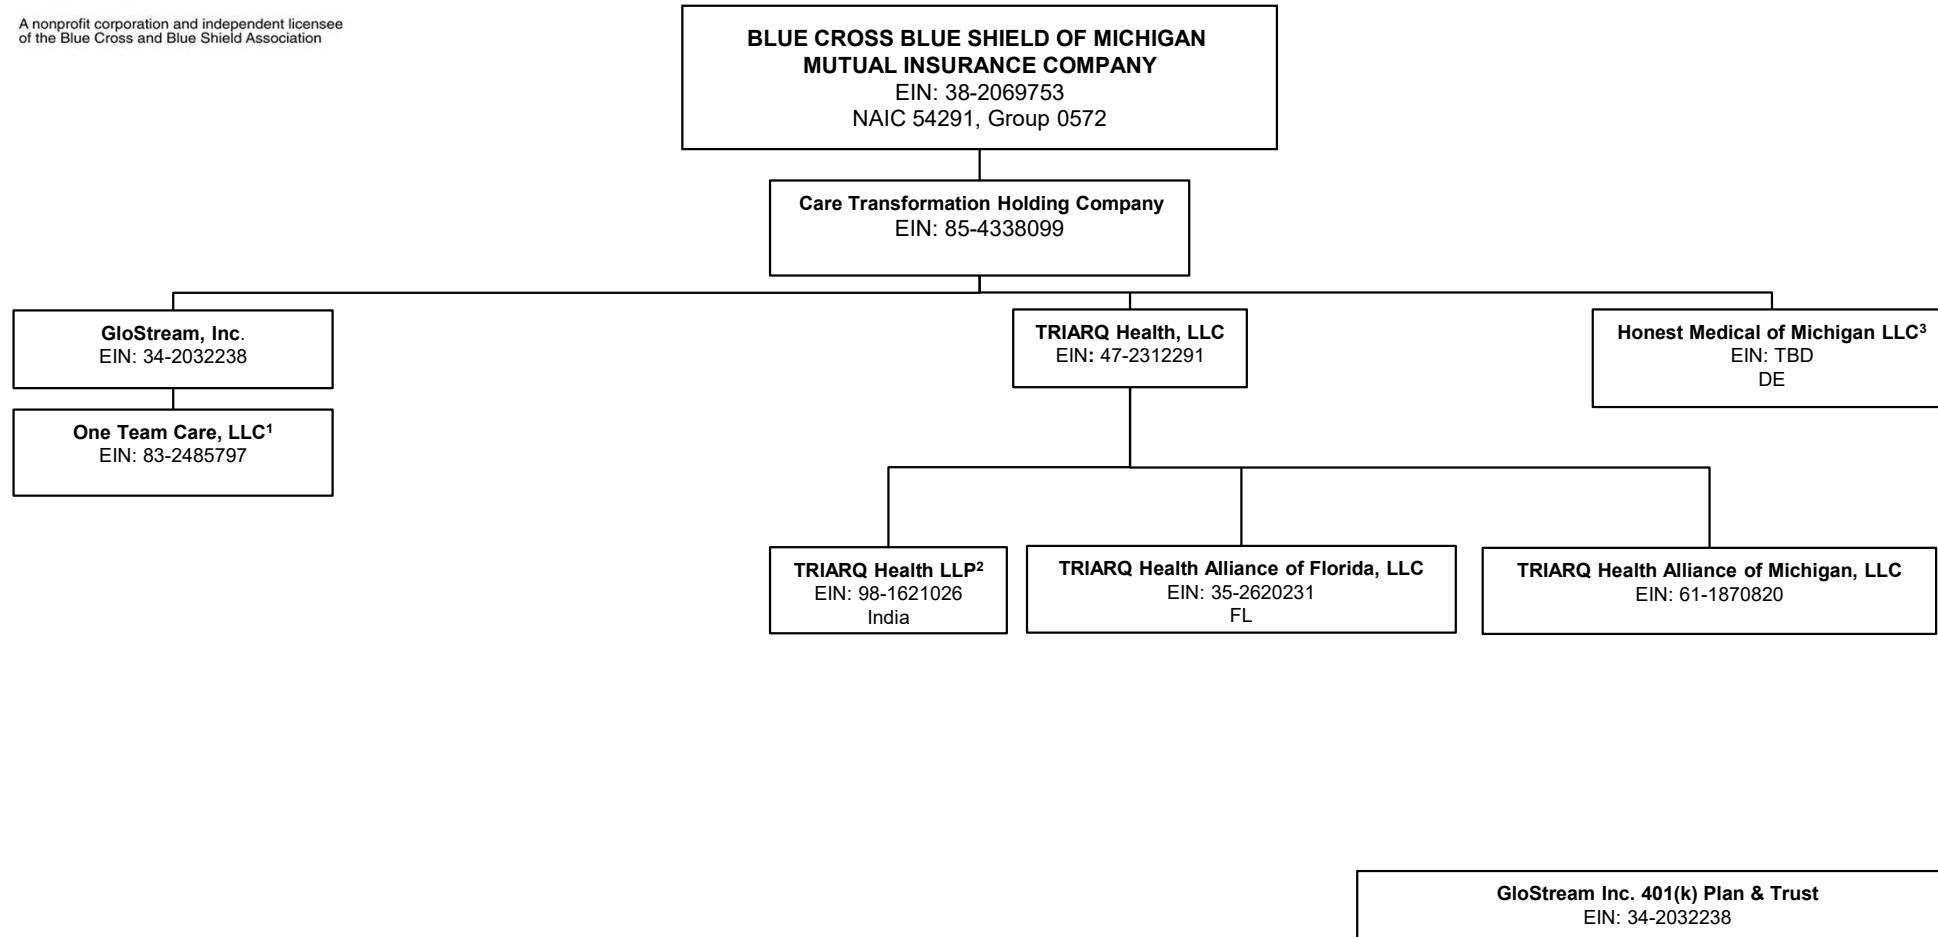 A nonprofit corporation and independent licensee
of the Blue Cross and Blue Shield Association
BLUE CROSS BLUE SHIELD OF MICHIGAN
MUTUAL INSURANCE COMPANY
EIN: 38-2069753
NAIC 54291, Group 0572
Care Transformation Holding Company
EIN: 85-4338099
GloStream, Inc.
EIN: 34-2032238
One Team Care, LLC¹
EIN: 83-2485797
TRIARQ Health, LLC
EIN: 47-2312291
Honest Medical of Michigan LLC³
EIN: TBD
DE
TRIARQ Health LLP²
EIN: 98-1621026
India
TRIARQ Health Alliance of Florida, LLC
EIN: 35-2620231
FL
TRIARQ Health Alliance of Michigan, LLC
EIN: 61-1870820
GloStream Inc. 401(k) Plan & Trust
EIN: 34-2032238